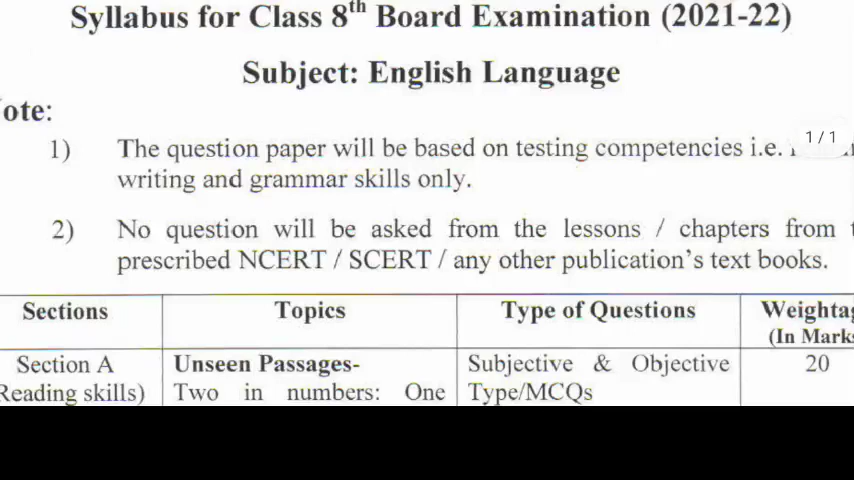 Syllabus for Class 8th Board Examination (2021-22)
Subject: English Language
ote:
1/1
1) The question paper will be based on testing competencies i.e.
writing and grammar skills only.
2) No question will be asked from the lessons / chapters from
prescribed NCERT / SCERT / any other publication's text books.
Sections Topics Type of Questions Weightag
(In Marks
Section A Unseen Passages- Subjective & Objective 20
Reading skills) Two in numbers: One Type/MCQs